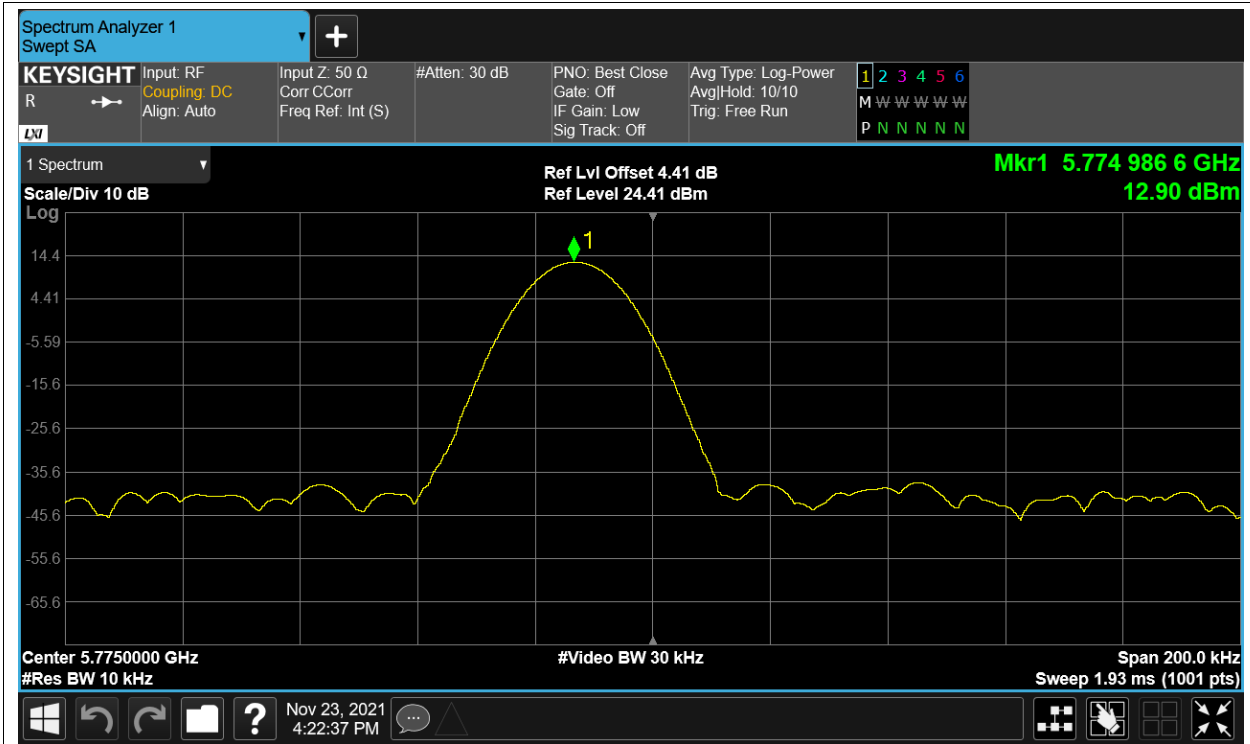 Spectrum Analyzer 1
Swept SA
KEYSIGHT
R
LXI
Input: RF
Coupling: DC
Align: Auto
Input Z: 50 Ω
Corr CCorr
Freq Ref: Int (S)
#Atten: 30 dB
PNO: Best Close
Gate: Off
IF Gain: Low
Sig Track: Off
Avg Type: Log-Power
Avg|Hold: 10/10
Trig: Free Run
1 2 3 4 5 6
M W W W W W
P N N N N N
1 Spectrum
Scale/Div 10 dB
Log
Ref Lvl Offset 4.41 dB
Ref Level 24.41 dBm
Mkr1 5.774 986 6 GHz
12.90 dBm
1
14.4
4.41
-5.59
-15.6
-25.6
-35.6
-45.6
-55.6
-65.6
Center 5.7750000 GHz
#Res BW 10 kHz
#Video BW 30 kHz
Span 200.0 kHz
Sweep 1.93 ms (1001 pts)
?
Nov 23, 2021
4:22:37 PM